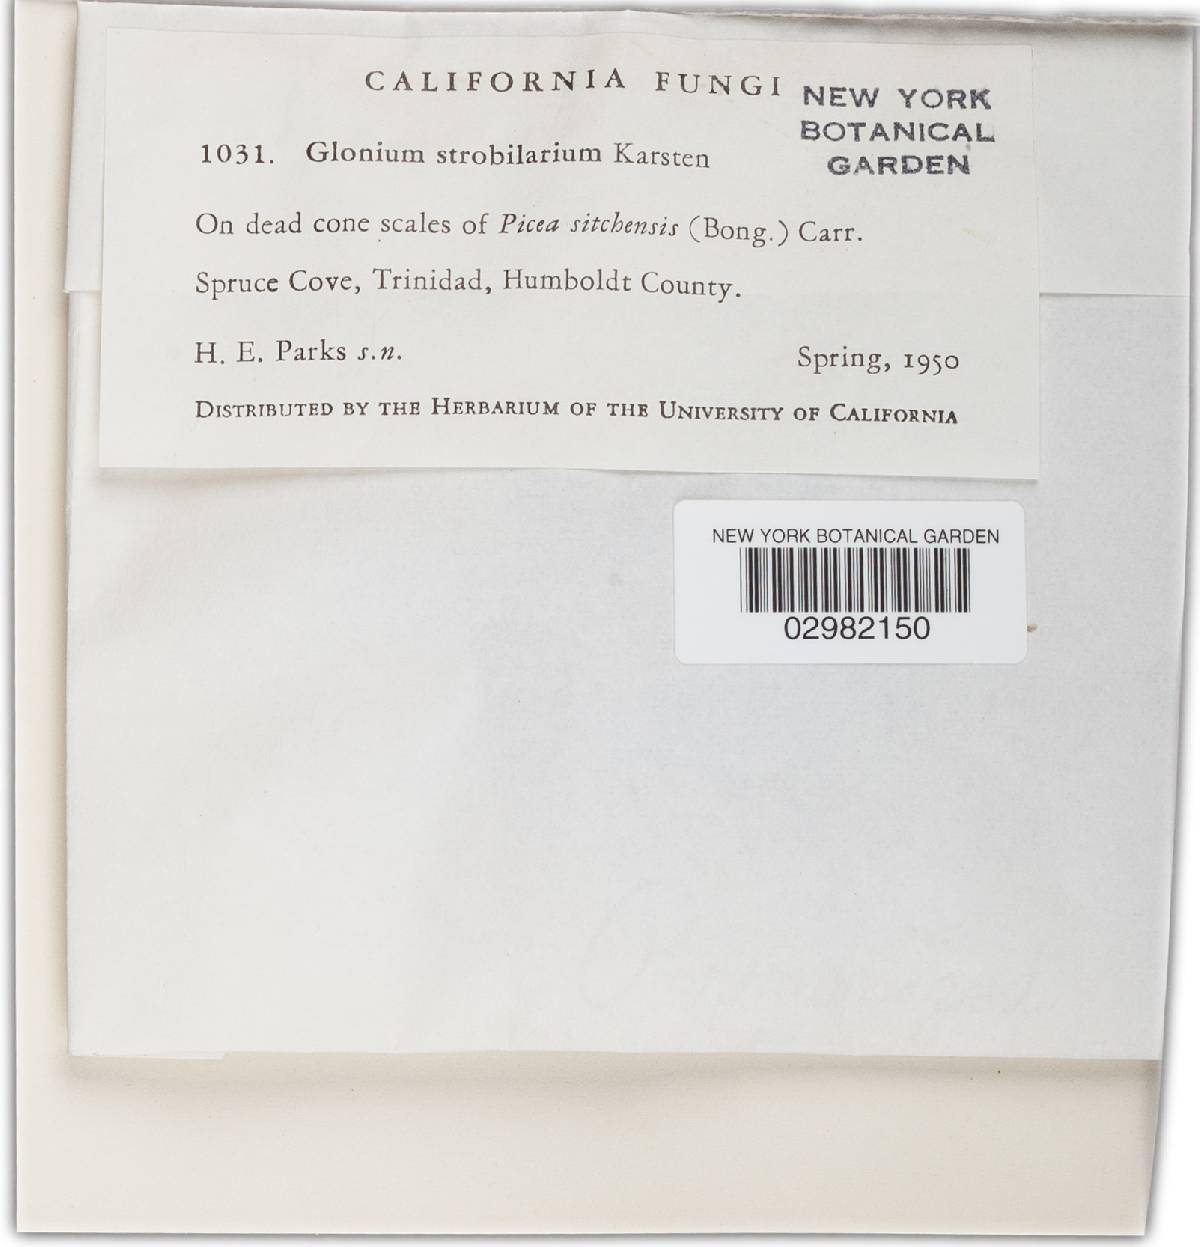 CALIFORNIA FUNGI
NEW YORK
BOTANICAL
GARDEN
1031. Glonium strobilarium Karsten
On dead cone scales of Picea sitchensis (Bong.) Carr.
Spruce Cove, Trinidad, Humboldt County.
H. E. Parks s.n. Spring, 1950
DISTRIBUTED BY THE HERBARIUM OF THE UNIVERSITY OF CALIFORNIA
NEW YORK BOTANICAL GARDEN
02982150